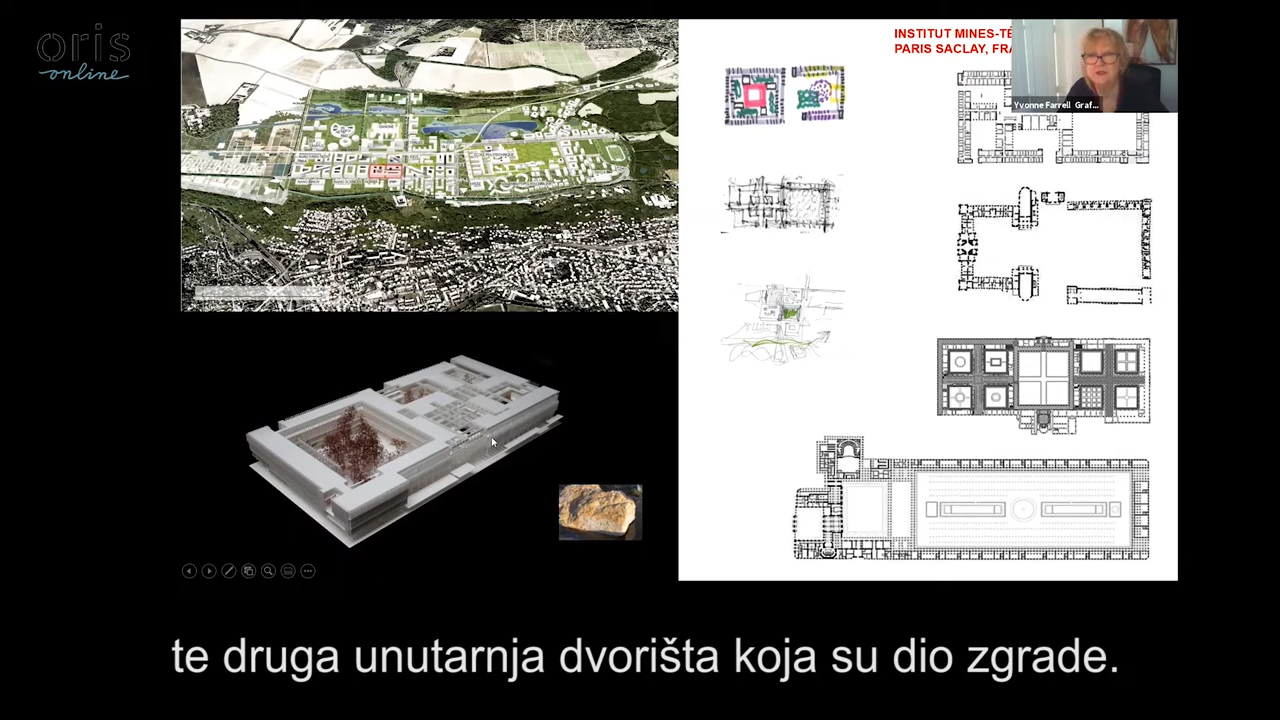 oris
online
INSTITUT MINES-TÉ
PARIS SACLAY, FRA
Yvonne Farrell Graf...
DANONE
te druga unutarnja dvorišta koja su dio zgrade.